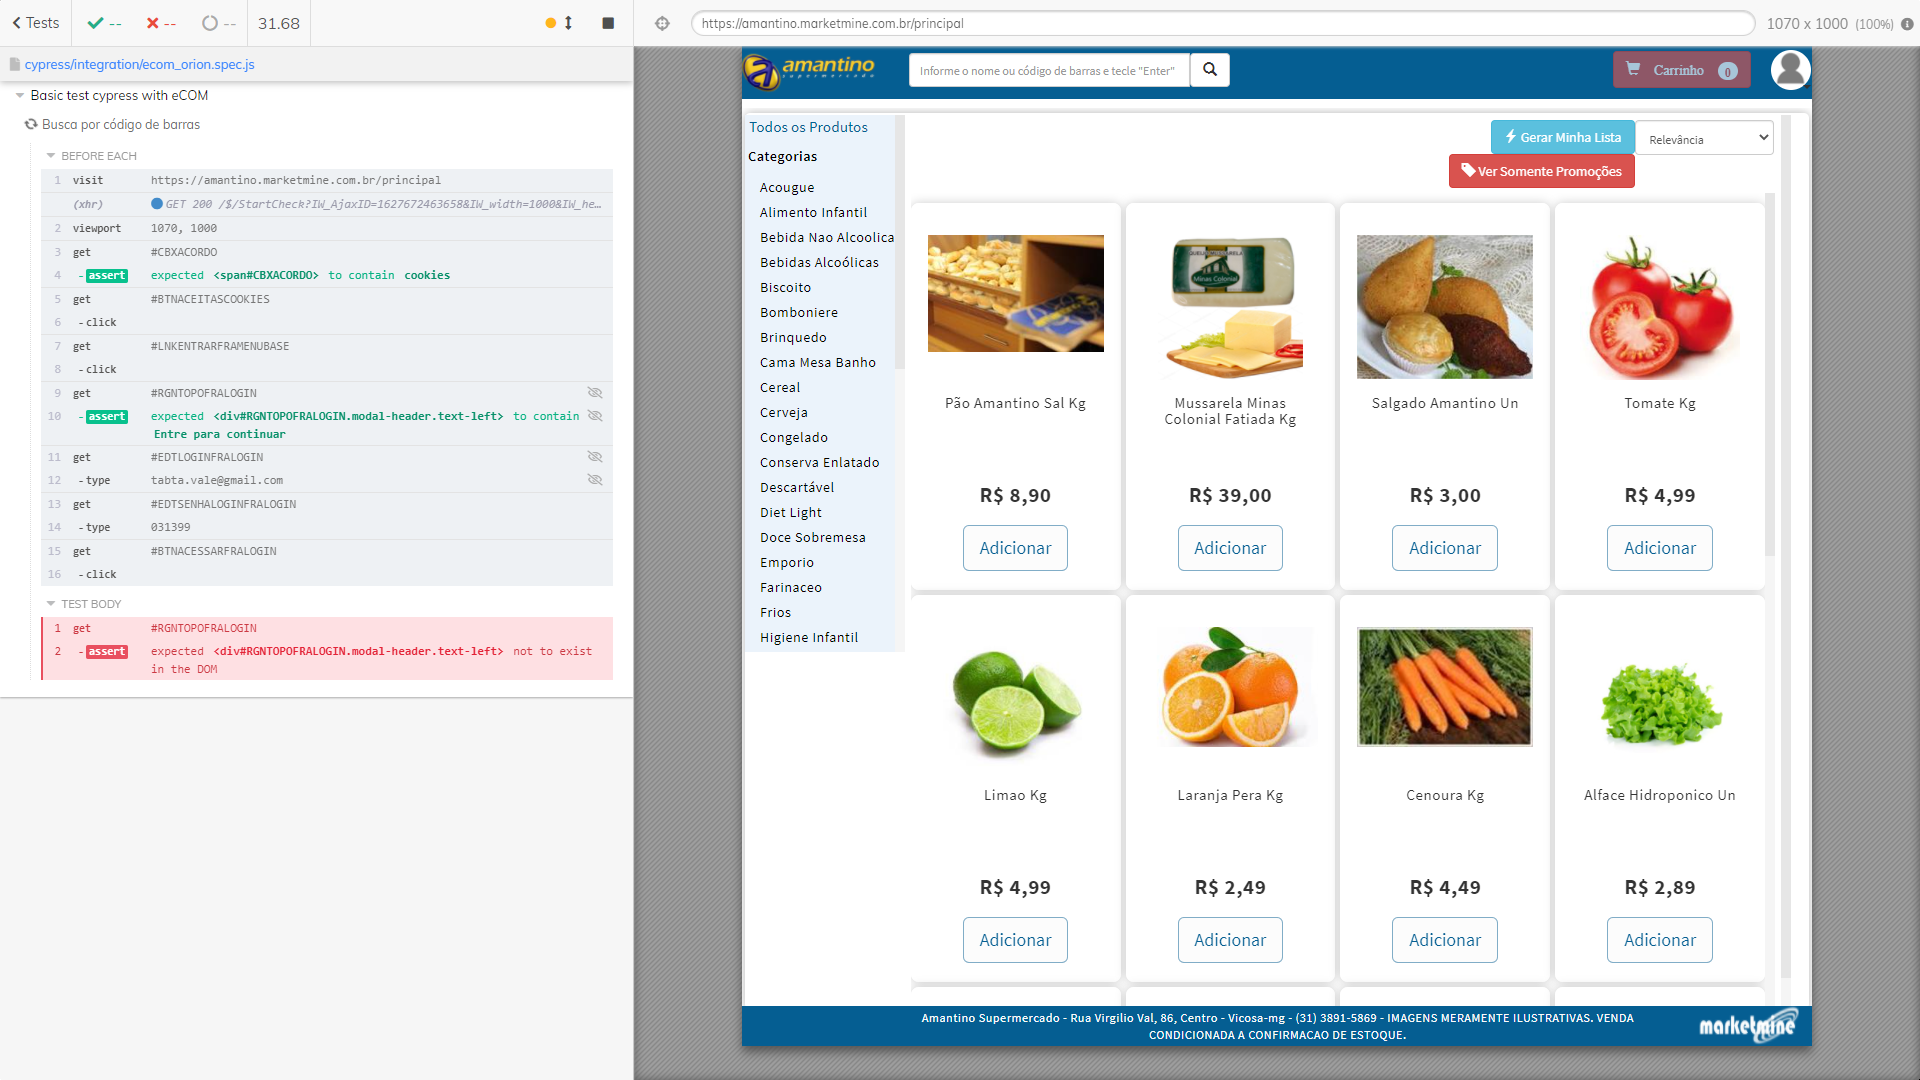 Tests
--
--
--
31.68
https://amantino.marketmine.com.br/principal
1070 x 1000 (100%)
cypress/integration/ecom_orion.spec.js
Basic test cypress with eCOM
Busca por código de barras
BEFORE EACH
1 visit https://amantino.marketmine.com.br/principal
(xhr) GET 200 /$/StartCheck?IW_AjaxID=1627672463658&IW_width=1000&IW_he…
2 viewport 1070, 1000
3 get #CBXACORDO
4 -assert expected <span#CBXACORDO> to contain cookies
5 get #BTNACEITASCOOKIES
6 -click
7 get #LNKENTRARFRAMENUBASE
8 -click
9 get #RGNTOPOFRALOGIN
10 -assert expected <div#RGNTOPOFRALOGIN.modal-header.text-left> to contain
Entre para continuar
11 get #EDTLOGINFRALOGIN
12 -type tabta.vale@gmail.com
13 get #EDTSENHALOGINFRALOGIN
14 -type 031399
15 get #BTNACESSARFRALOGIN
16 -click
TEST BODY
1 get #RGNTOPOFRALOGIN
2 -assert expected <div#RGNTOPOFRALOGIN.modal-header.text-left> not to exist
in the DOM
amantino
supermercado
Informe o nome ou código de barras e tecle "Enter"
Carrinho 0
Todos os Produtos
Categorias
Acougue
Alimento Infantil
Bebida Nao Alcoolica
Bebidas Alcoólicas
Biscoito
Bomboniere
Brinquedo
Cama Mesa Banho
Cereal
Cerveja
Congelado
Conserva Enlatado
Descartável
Diet Light
Doce Sobremesa
Emporio
Farinaceo
Frios
Higiene Infantil
Gerar Minha Lista
Relevância
Ver Somente Promoções
Minas Colonial
Pão Amantino Sal Kg
Mussarela Minas
Colonial Fatiada Kg
Salgado Amantino Un
Tomate Kg
R$ 8,90
R$ 39,00
R$ 3,00
R$ 4,99
Adicionar
Adicionar
Adicionar
Adicionar
Limao Kg
Laranja Pera Kg
Cenoura Kg
Alface Hidroponico Un
R$ 4,99
R$ 2,49
R$ 4,49
R$ 2,89
Adicionar
Adicionar
Adicionar
Adicionar
Amantino Supermercado - Rua Virgilio Val, 86, Centro - Vicosa-mg - (31) 3891-5869 - IMAGENS MERAMENTE ILUSTRATIVAS. VENDA
CONDICIONADA A CONFIRMACAO DE ESTOQUE.
marketmine